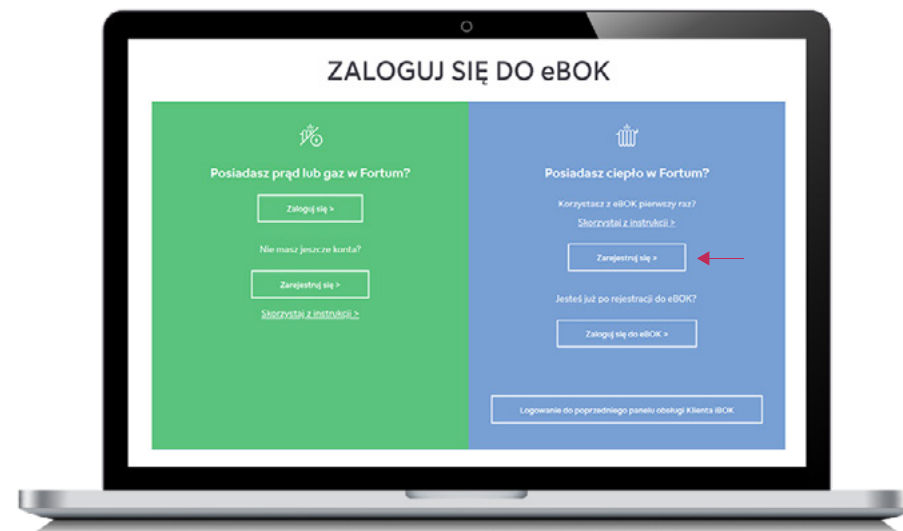 ZALOGUJ SIĘ DO eBOK
Posiadasz prąd lub gaz w Fortum?
Zaloguj się >
Nie masz jeszcze konta?
Zarejestruj się >
Skorzystaj z instrukcji >
Posiadasz ciepło w Fortum?
Korzystasz z eBOK pierwszy raz?
Skorzystaj z instrukcji >
Zarejestruj się >
Jesteś już po rejestracji do eBOK?
Zaloguj się do eBOK >
Logowanie do poprzedniego panelu obsługi Klienta iBOK